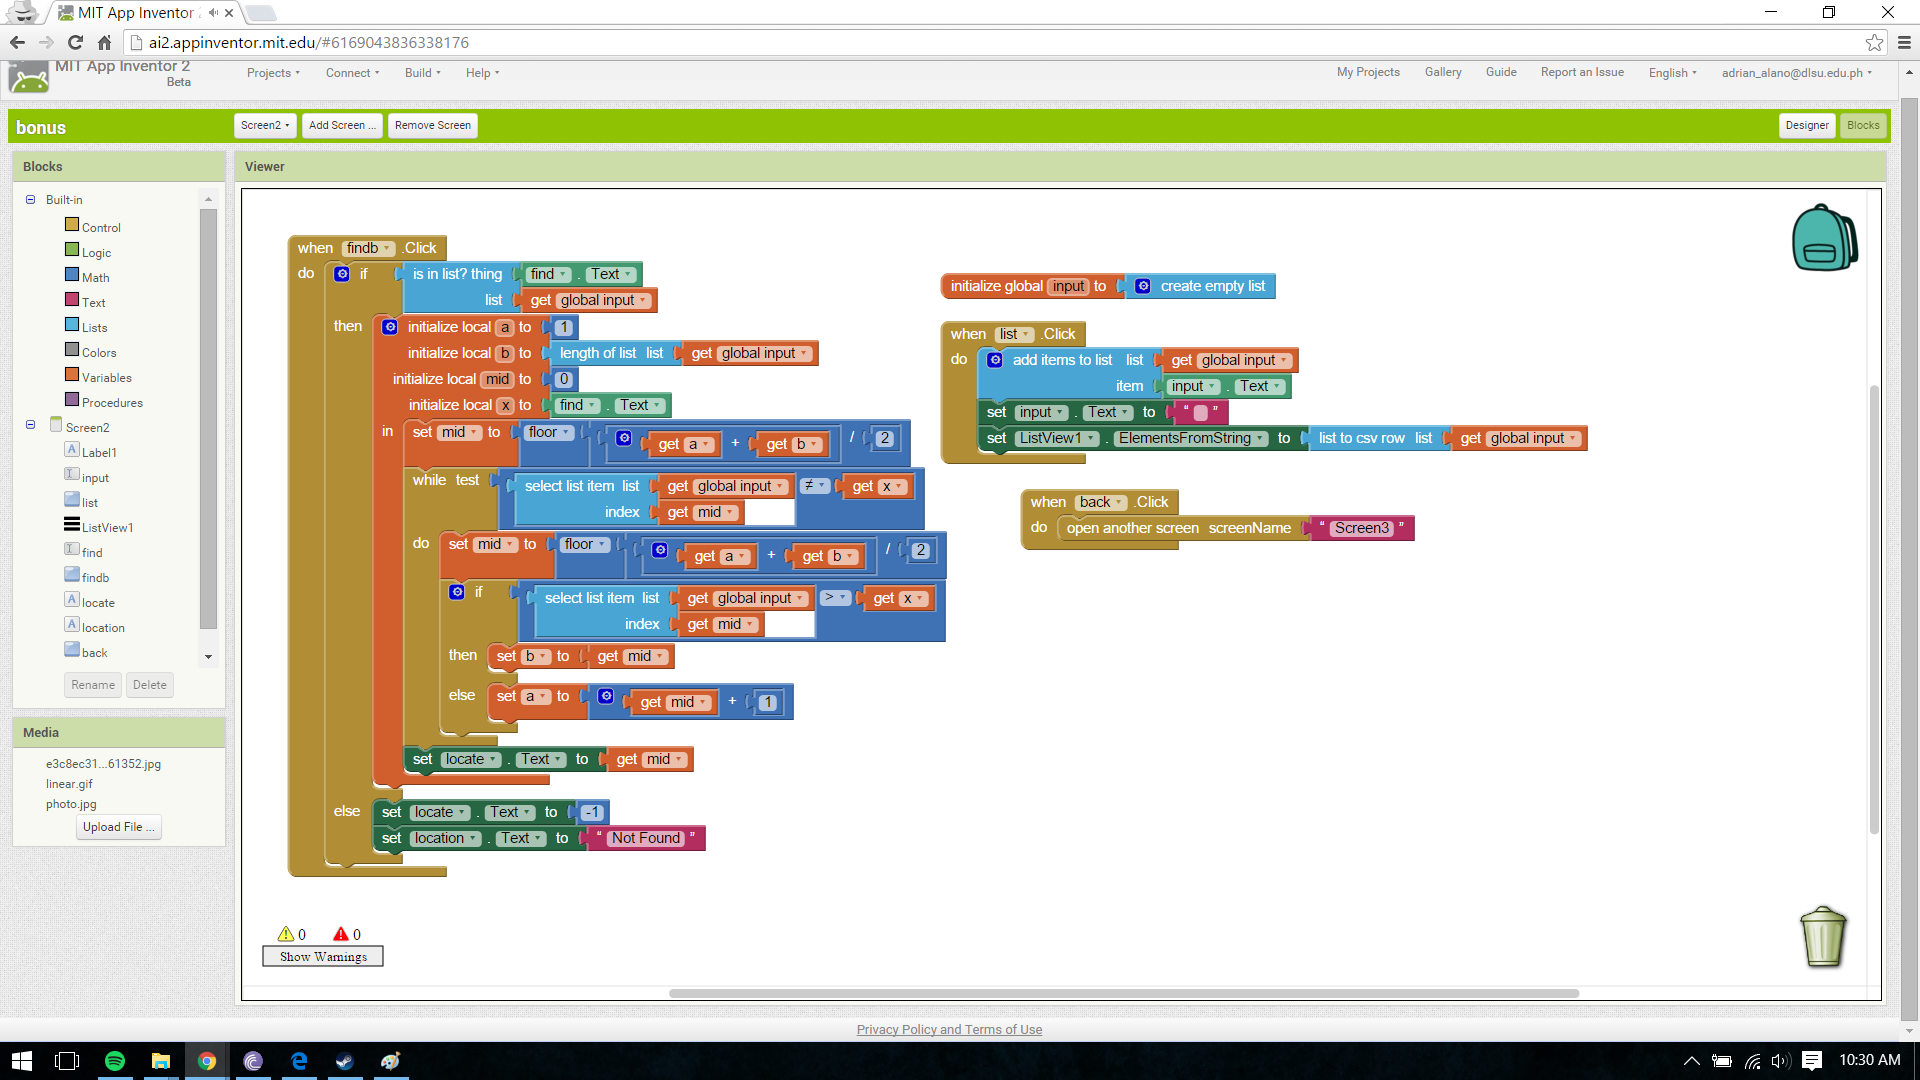 MIT App Inventor 2
ai2.appinventor.mit.edu/#6169043836338176
MIT App Inventor 2
Beta
Projects Connect Build Help
My Projects Gallery Guide Report an Issue English adrian_alano@dlsu.edu.ph
bonus
Screen2 Add Screen ... Remove Screen
Designer Blocks
Blocks
Built-in
Control
Logic
Math
Text
Lists
Colors
Variables
Procedures
Screen2
Label1
input
list
ListView1
find
findb
locate
location
back
Rename Delete
Media
e3c8ec31...61352.jpg
linear.gif
photo.jpg
Upload File ...
Viewer
when findb .Click
do if is in list? thing find . Text
list get global input
then initialize local a to 1
initialize local b to length of list list get global input
initialize local mid to 0
initialize local x to find . Text
in set mid to floor get a + get b / 2
while test select list item list get global input ≠ get x
index get mid
do set mid to floor get a + get b / 2
if select list item list get global input > get x
index get mid
then set b to get mid
else set a to get mid + 1
set locate . Text to get mid
else set locate . Text to -1
set location . Text to “ Not Found ”
initialize global input to create empty list
when list .Click
do add items to list list get global input
item input . Text
set input . Text to “ ”
set ListView1 . ElementsFromString to list to csv row list get global input
when back .Click
do open another screen screenName “ Screen3 ”
0 0
Show Warnings
Privacy Policy and Terms of Use
10:30 AM